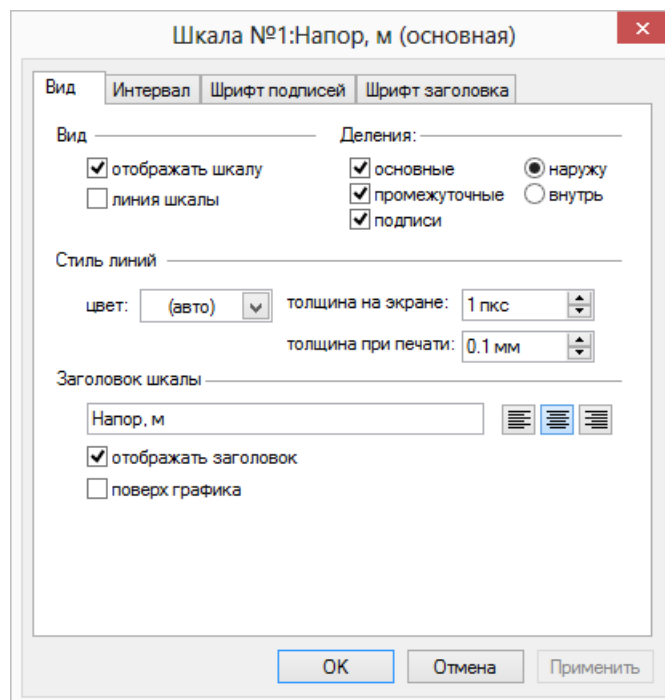 Шкала №1:Напор, м (основная)
Вид Интервал Шрифт подписей Шрифт заголовка
Вид Деления:
отображать шкалу основные наружу
линия шкалы промежуточные внутрь
подписи
Стиль линий
цвет: (авто) толщина на экране: 1 пкс
толщина при печати: 0.1 мм
Заголовок шкалы
Напор, м
отображать заголовок
поверх графика
OK Отмена Применить